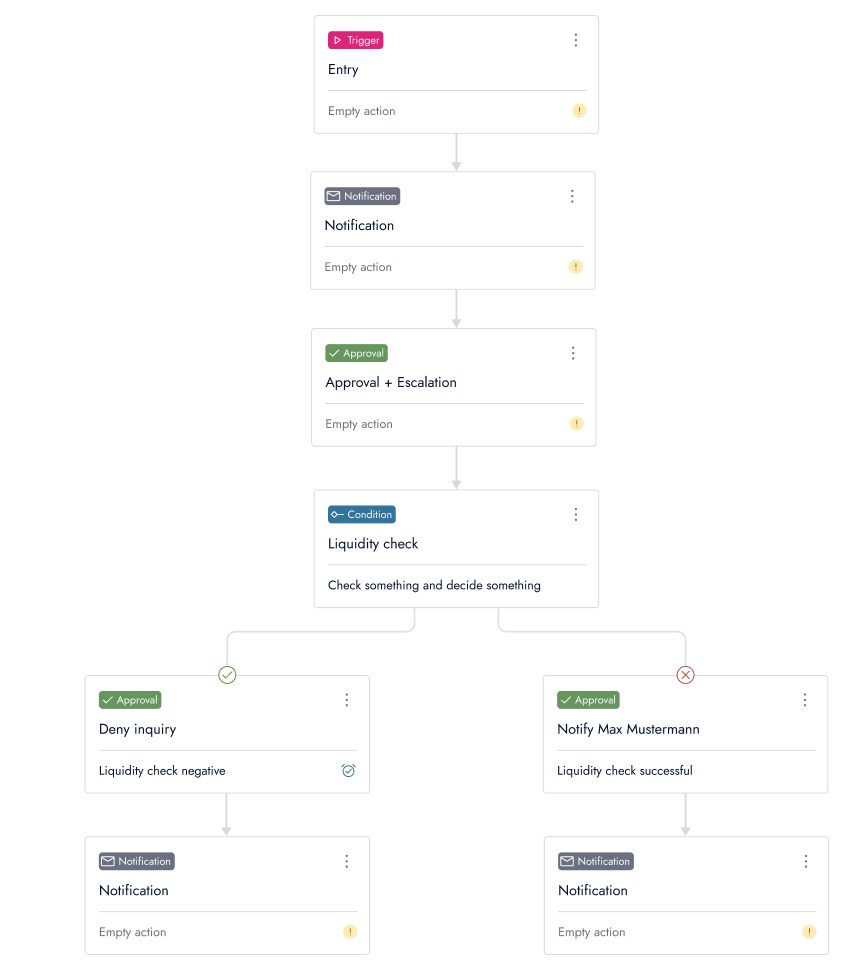 Trigger
Entry
Empty action
Notification
Notification
Empty action
Approval
Approval + Escalation
Empty action
Condition
Liquidity check
Check something and decide something
Approval
Deny inquiry
Liquidity check negative
Approval
Notify Max Mustermann
Liquidity check successful
Notification
Notification
Empty action
Notification
Notification
Empty action